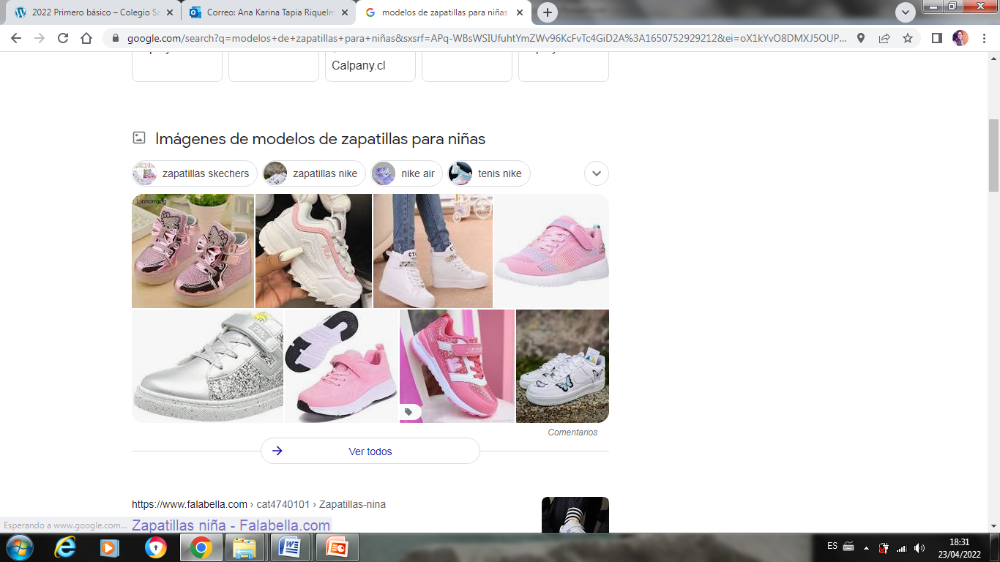 2022 Primero básico – Colegio Sa
Correo: Ana Karina Tapia Riquelm
modelos de zapatillas para niñas
google.com/search?q=modelos+de+zapatillas+para+niñas&sxsrf=APq-WBsWSIUfuhtYmZWv96KcFvTc4GiD2A%3A1650752929212&ei=oX1kYvO8DMXJ5OUP...
Calpany.cl
Imágenes de modelos de zapatillas para niñas
zapatillas skechers
zapatillas nike
nike air
tenis nike
Linnonong
Comentarios
Ver todos
https://www.falabella.com › cat4740101 › Zapatillas-nina
Zapatillas niña - Falabella.com
Esperando a www.google.com...
ES
18:31
23/04/2022